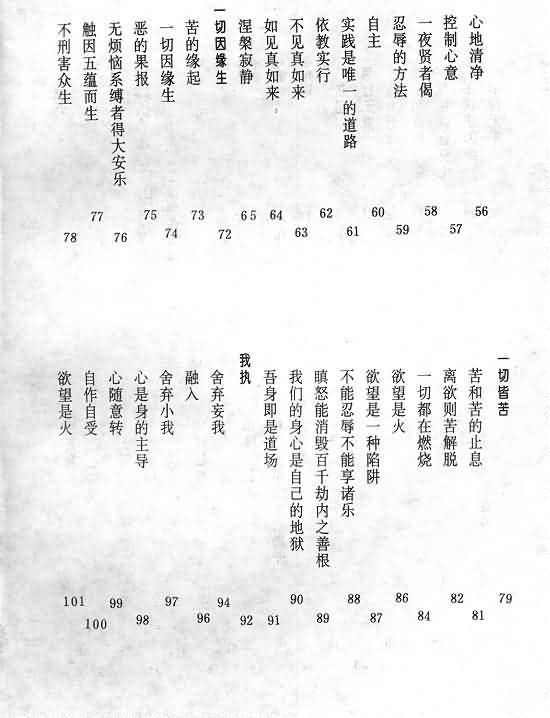 心地清净 56
控制心意 57
一夜贤者偈 58
忍辱的方法 59
自主 60
实践是唯一的道路 61
依教实行 62
不见真如来 63
如见真如来 64
涅槃寂静 65
一切因缘生 72
苦的缘起 73
一切因缘生 74
恶的果报 75
无烦恼系缚者得大安乐 76
触因五蕴而生 77
不刑害众生 78
一切皆苦 79
苦和苦的止息 81
离欲则苦解脱 82
一切都在燃烧 84
欲望是火 86
欲望是一种陷阱 87
不能忍辱不能享诸乐 88
瞋怒能消毁百千劫内之善根 89
我们的身心是自己的地狱 90
吾身即是道场 91
我执 92
舍弃妄我 94
融入 96
舍弃小我 97
心是身的主导 98
心随意转 99
自作自受 100
欲望是火 101